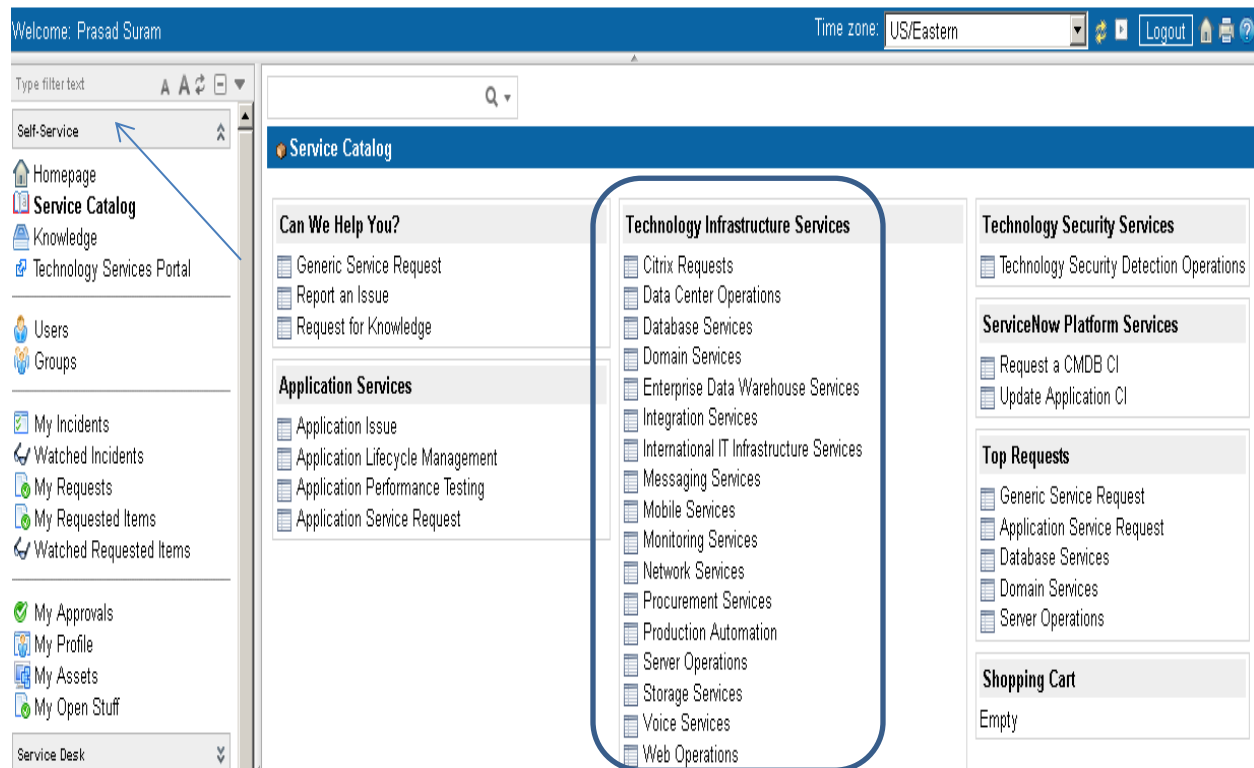 Welcome: Prasad Suram
Time zone: US/Eastern
Logout
Type filter text
A A
Self-Service
Homepage
Service Catalog
Knowledge
Technology Services Portal
Users
Groups
My Incidents
Watched Incidents
My Requests
My Requested Items
Watched Requested Items
My Approvals
My Profile
My Assets
My Open Stuff
Service Desk
Service Catalog
Can We Help You?
Generic Service Request
Report an Issue
Request for Knowledge
Application Services
Application Issue
Application Lifecycle Management
Application Performance Testing
Application Service Request
Technology Infrastructure Services
Citrix Requests
Data Center Operations
Database Services
Domain Services
Enterprise Data Warehouse Services
Integration Services
International IT Infrastructure Services
Messaging Services
Mobile Services
Monitoring Services
Network Services
Procurement Services
Production Automation
Server Operations
Storage Services
Voice Services
Web Operations
Technology Security Services
Technology Security Detection Operations
ServiceNow Platform Services
Request a CMDB CI
Update Application CI
Top Requests
Generic Service Request
Application Service Request
Database Services
Domain Services
Server Operations
Shopping Cart
Empty